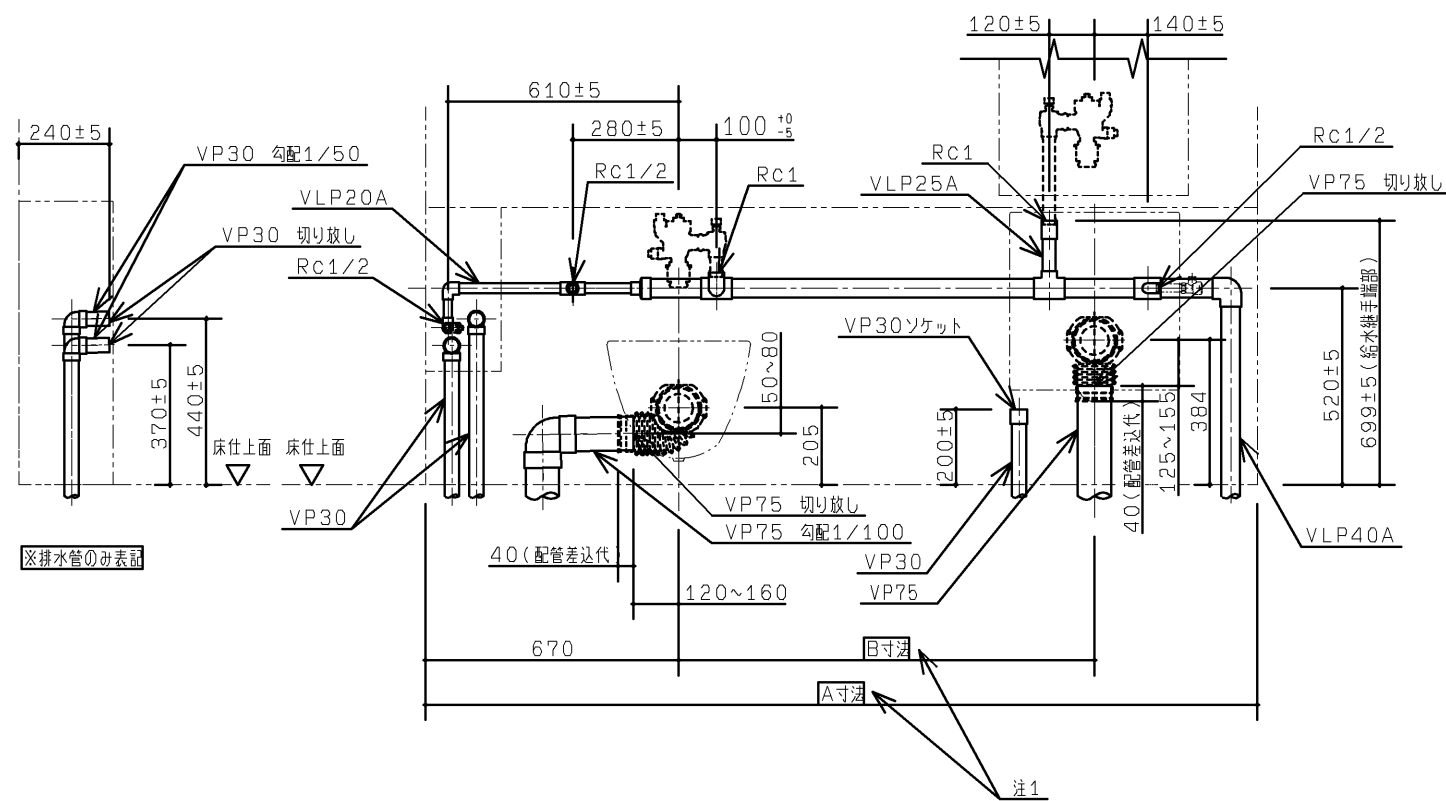 120±5
140±5
610±5
240±5
280±5
100 +0 -5
VP30 勾配1/50
Rc1/2
Rc1
Rc1
Rc1/2
VLP20A
VLP25A
VP75 切り放し
VP30 切り放し
Rc1/2
VP30ソケット
50~80
370±5
440±5
205
200±5
40(配管差込代)
125~155
384
520±5
699±5(給水継手端部)
床仕上面
床仕上面
VP30
VP75 切り放し
VP75 勾配1/100
※排水管のみ表記
40(配管差込代
VP30
VLP40A
120~160
VP75
670
B寸法
A寸法
注1